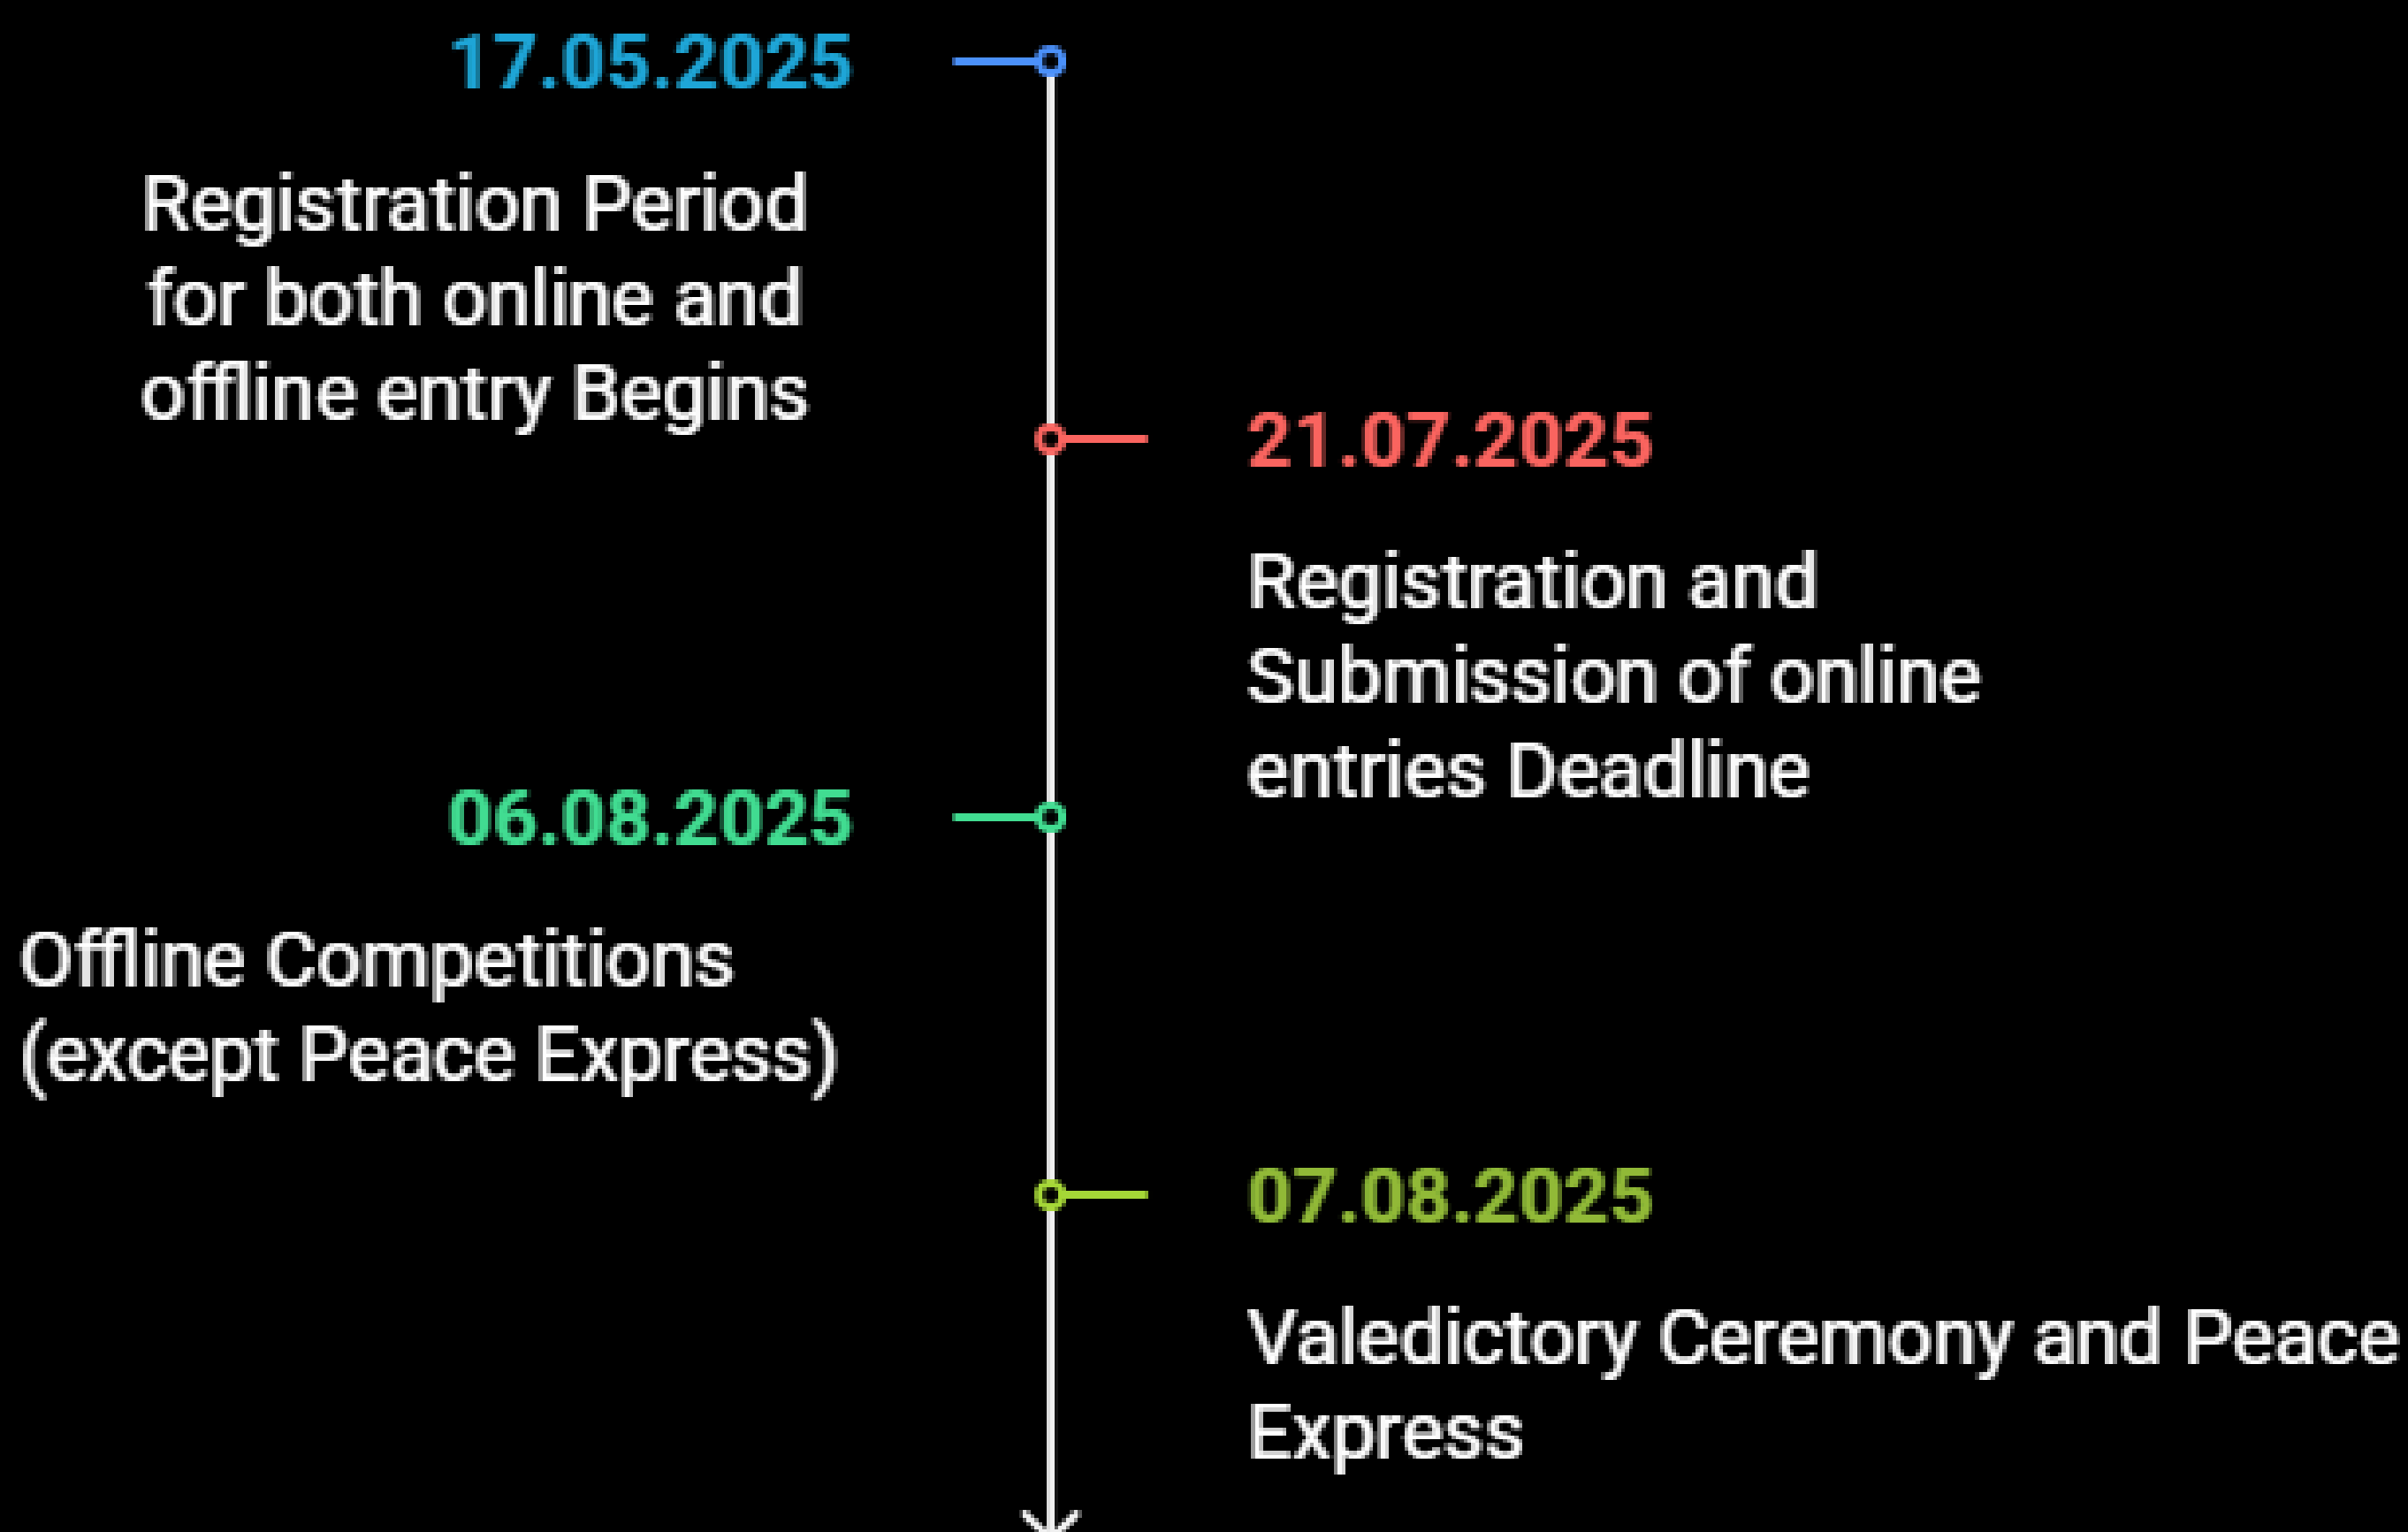 17.05.2025
Registration Period
for both online and
offline entry Begins
21.07.2025
Registration and
Submission of online
entries Deadline
06.08.2025
Offline Competitions
(except Peace Express)
07.08.2025
Valedictory Ceremony and Peace
Express